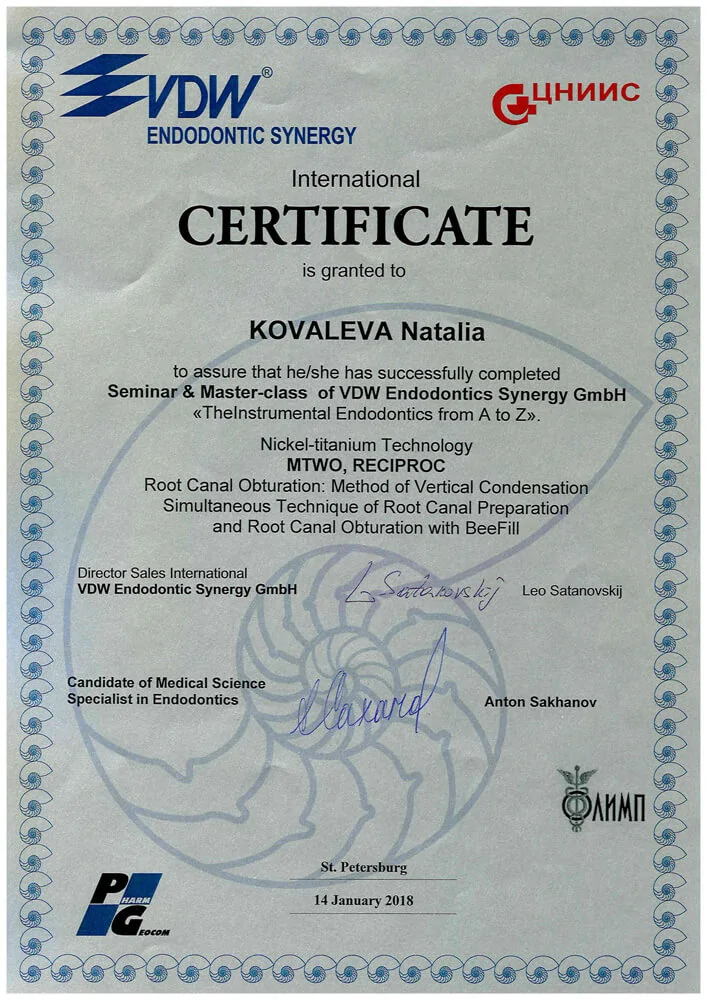 VDW®
ENDODONTIC SYNERGY
ЦНИИС
International
CERTIFICATE
is granted to
KOVALEVA Natalia
to assure that he/she has successfully completed
Seminar & Master-class of VDW Endodontics Synergy GmbH
«TheInstrumental Endodontics from A to Z».
Nickel-titanium Technology
MTWO, RECIPROC
Root Canal Obturation: Method of Vertical Condensation
Simultaneous Technique of Root Canal Preparation
and Root Canal Obturation with BeeFill
Director Sales International
VDW Endodontic Synergy GmbH
L Satanovskij
Leo Satanovskij
Candidate of Medical Science
Specialist in Endodontics
Anton Sakhanov
ОЛИМП
St. Petersburg
14 January 2018
PHARM
GEOCOM